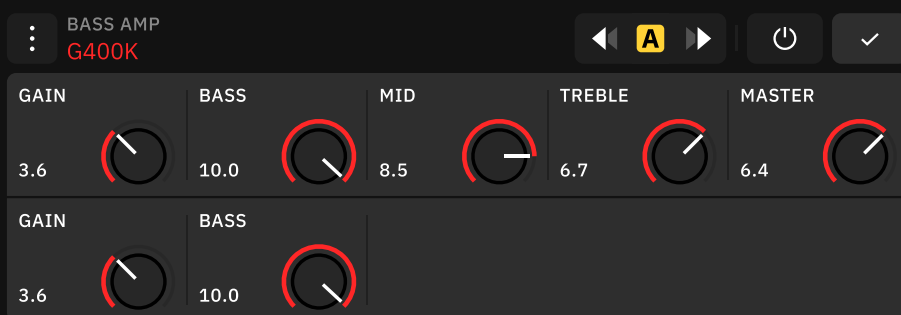 BASS AMP
G400K
A
GAIN BASS MID TREBLE MASTER
3.6 10.0 8.5 6.7 6.4
GAIN BASS
3.6 10.0